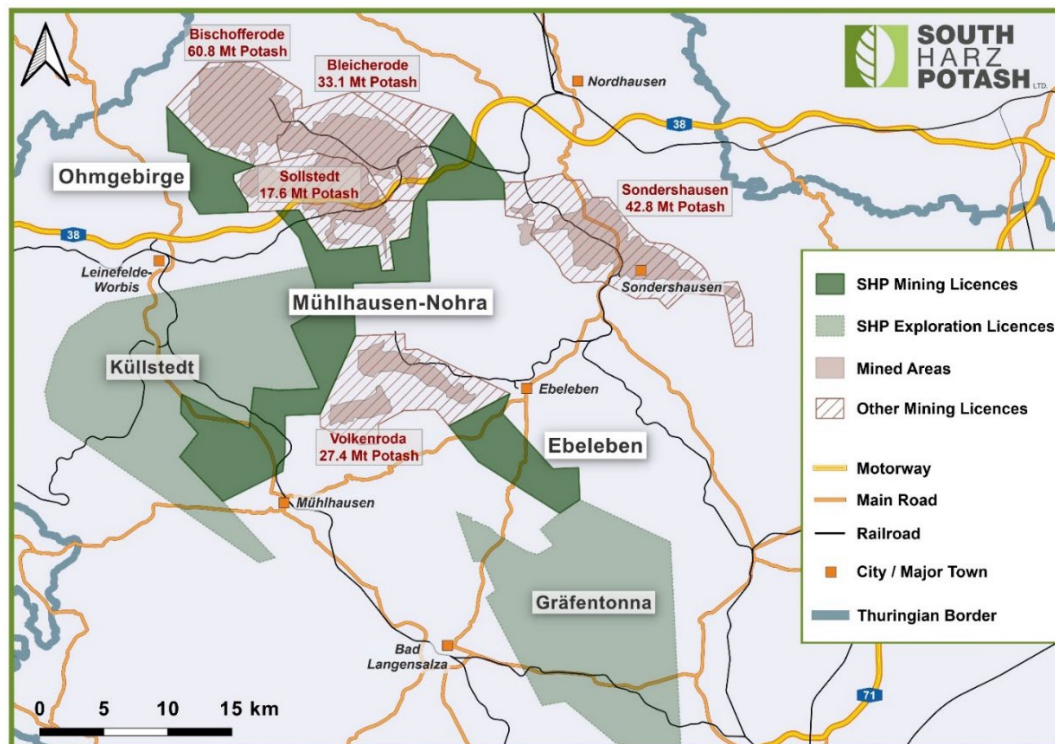 Bischofferode
60.8 Mt Potash
Bleicherode
33.1 Mt Potash
Nordhausen
SOUTH
HARZ
POTASH LTD.
38
Ohmgebirge
Sollstedt
17.6 Mt Potash
Sondershausen
42.8 Mt Potash
38
Leinefelde-
Worbis
Sondershausen
Mühlhausen-Nohra
Küllstedt
Ebeleben
Volkenroda
27.4 Mt Potash
Ebeleben
Mühlhausen
Gräfentonna
Bad
Langensalza
SHP Mining Licences
SHP Exploration Licences
Mined Areas
Other Mining Licences
Motorway
Main Road
Railroad
City / Major Town
Thuringian Border
71
0 5 10 15 km